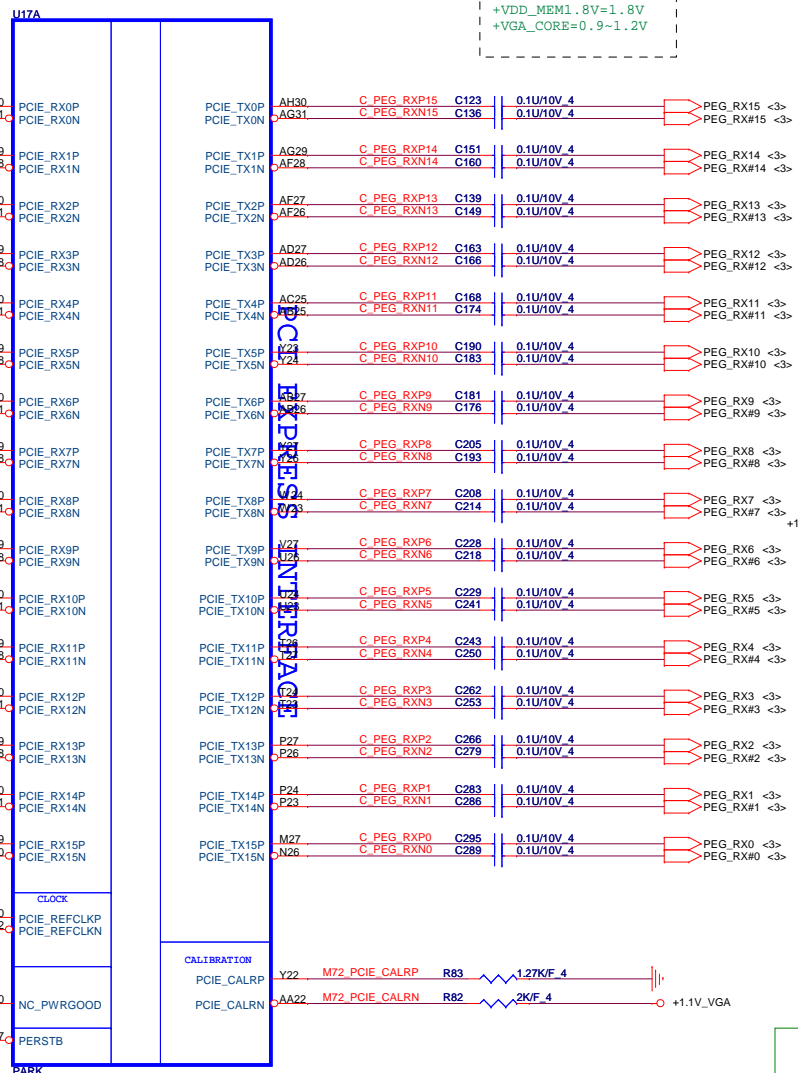 U17A
+VDD_MEM1.8V=1.8V
+VGA_CORE=0.9~1.2V
PCIE_RX0P PCIE_TX0P AH30 C_PEG_RXP15 C123 0.1U/10V_4 PEG_RX15 <3>
PCIE_RX0N PCIE_TX0N AG31 C_PEG_RXN15 C136 0.1U/10V_4 PEG_RX#15 <3>
PCIE_RX1P PCIE_TX1P AG29 C_PEG_RXP14 C151 0.1U/10V_4 PEG_RX14 <3>
PCIE_RX1N PCIE_TX1N AF28 C_PEG_RXN14 C160 0.1U/10V_4 PEG_RX#14 <3>
PCIE_RX2P PCIE_TX2P AF27 C_PEG_RXP13 C139 0.1U/10V_4 PEG_RX13 <3>
PCIE_RX2N PCIE_TX2N AF26 C_PEG_RXN13 C149 0.1U/10V_4 PEG_RX#13 <3>
PCIE_RX3P PCIE_TX3P AD27 C_PEG_RXP12 C163 0.1U/10V_4 PEG_RX12 <3>
PCIE_RX3N PCIE_TX3N AD26 C_PEG_RXN12 C166 0.1U/10V_4 PEG_RX#12 <3>
PCIE_RX4P PCIE_TX4P AC25 C_PEG_RXP11 C168 0.1U/10V_4 PEG_RX11 <3>
PCIE_RX4N PCIE_TX4N AB25 C_PEG_RXN11 C174 0.1U/10V_4 PEG_RX#11 <3>
PCIE_RX5P PCIE_TX5P Y23 C_PEG_RXP10 C190 0.1U/10V_4 PEG_RX10 <3>
PCIE_RX5N PCIE_TX5N Y24 C_PEG_RXN10 C183 0.1U/10V_4 PEG_RX#10 <3>
PCIE_RX6P PCIE_TX6P AB27 C_PEG_RXP9 C181 0.1U/10V_4 PEG_RX9 <3>
PCIE_RX6N PCIE_TX6N AB26 C_PEG_RXN9 C176 0.1U/10V_4 PEG_RX#9 <3>
PCIE_RX7P PCIE_TX7P Y27 C_PEG_RXP8 C205 0.1U/10V_4 PEG_RX8 <3>
PCIE_RX7N PCIE_TX7N Y26 C_PEG_RXN8 C193 0.1U/10V_4 PEG_RX#8 <3>
PCIE_RX8P PCIE_TX8P W24 C_PEG_RXP7 C208 0.1U/10V_4 PEG_RX7 <3>
PCIE_RX8N PCIE_TX8N W23 C_PEG_RXN7 C214 0.1U/10V_4 PEG_RX#7 <3>
PCIE_RX9P PCIE_TX9P V27 C_PEG_RXP6 C228 0.1U/10V_4 PEG_RX6 <3>
PCIE_RX9N PCIE_TX9N U26 C_PEG_RXN6 C218 0.1U/10V_4 PEG_RX#6 <3>
PCIE_RX10P PCIE_TX10P U24 C_PEG_RXP5 C229 0.1U/10V_4 PEG_RX5 <3>
PCIE_RX10N PCIE_TX10N U23 C_PEG_RXN5 C241 0.1U/10V_4 PEG_RX#5 <3>
PCIE_RX11P PCIE_TX11P T26 C_PEG_RXP4 C243 0.1U/10V_4 PEG_RX4 <3>
PCIE_RX11N PCIE_TX11N T27 C_PEG_RXN4 C250 0.1U/10V_4 PEG_RX#4 <3>
PCIE_RX12P PCIE_TX12P T24 C_PEG_RXP3 C262 0.1U/10V_4 PEG_RX3 <3>
PCIE_RX12N PCIE_TX12N T23 C_PEG_RXN3 C253 0.1U/10V_4 PEG_RX#3 <3>
PCIE_RX13P PCIE_TX13P P27 C_PEG_RXP2 C266 0.1U/10V_4 PEG_RX2 <3>
PCIE_RX13N PCIE_TX13N P26 C_PEG_RXN2 C279 0.1U/10V_4 PEG_RX#2 <3>
PCIE_RX14P PCIE_TX14P P24 C_PEG_RXP1 C283 0.1U/10V_4 PEG_RX1 <3>
PCIE_RX14N PCIE_TX14N P23 C_PEG_RXN1 C286 0.1U/10V_4 PEG_RX#1 <3>
PCIE_RX15P PCIE_TX15P M27 C_PEG_RXP0 C295 0.1U/10V_4 PEG_RX0 <3>
PCIE_RX15N PCIE_TX15N N26 C_PEG_RXN0 C289 0.1U/10V_4 PEG_RX#0 <3>
PCI EXPRESS INTERFACE
CLOCK
PCIE_REFCLKP
PCIE_REFCLKN
CALIBRATION
PCIE_CALRP Y22 M72_PCIE_CALRP R83 1.27K/F_4
NC_PWRGOOD PCIE_CALRN AA22 M72_PCIE_CALRN R82 2K/F_4 +1.1V_VGA
PERSTB
PARK